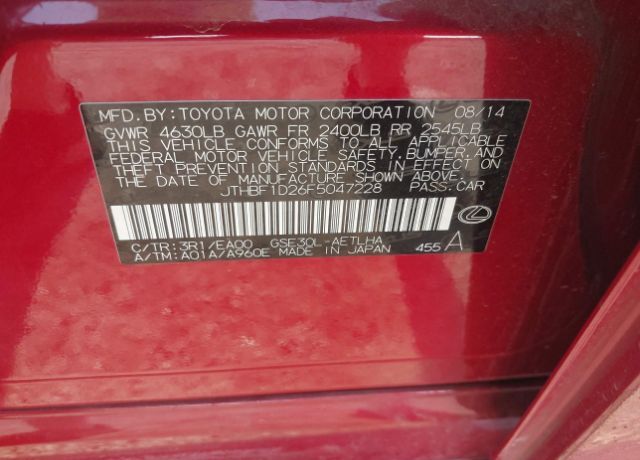 MFD.BY:TOYOTA MOTOR CORPORATION 08/14
GVWR 4630LB GAWR FR 2400LB RR 2545LB
THIS VEHICLE CONFORMS TO ALL APPLICABLE
FEDERAL MOTOR VEHICLE SAFETY,BUMPER,AND
THEFT PREVENTION STANDARDS IN EFFECT ON
THE DATE OF MANUFACTURE SHOWN ABOVE.
JTHBF1D26F5047228 PASS.CAR
C/TR:3R1/EA00 GSE30L-AETLHA
A/TM:A01A/A960E MADE IN JAPAN 455 A